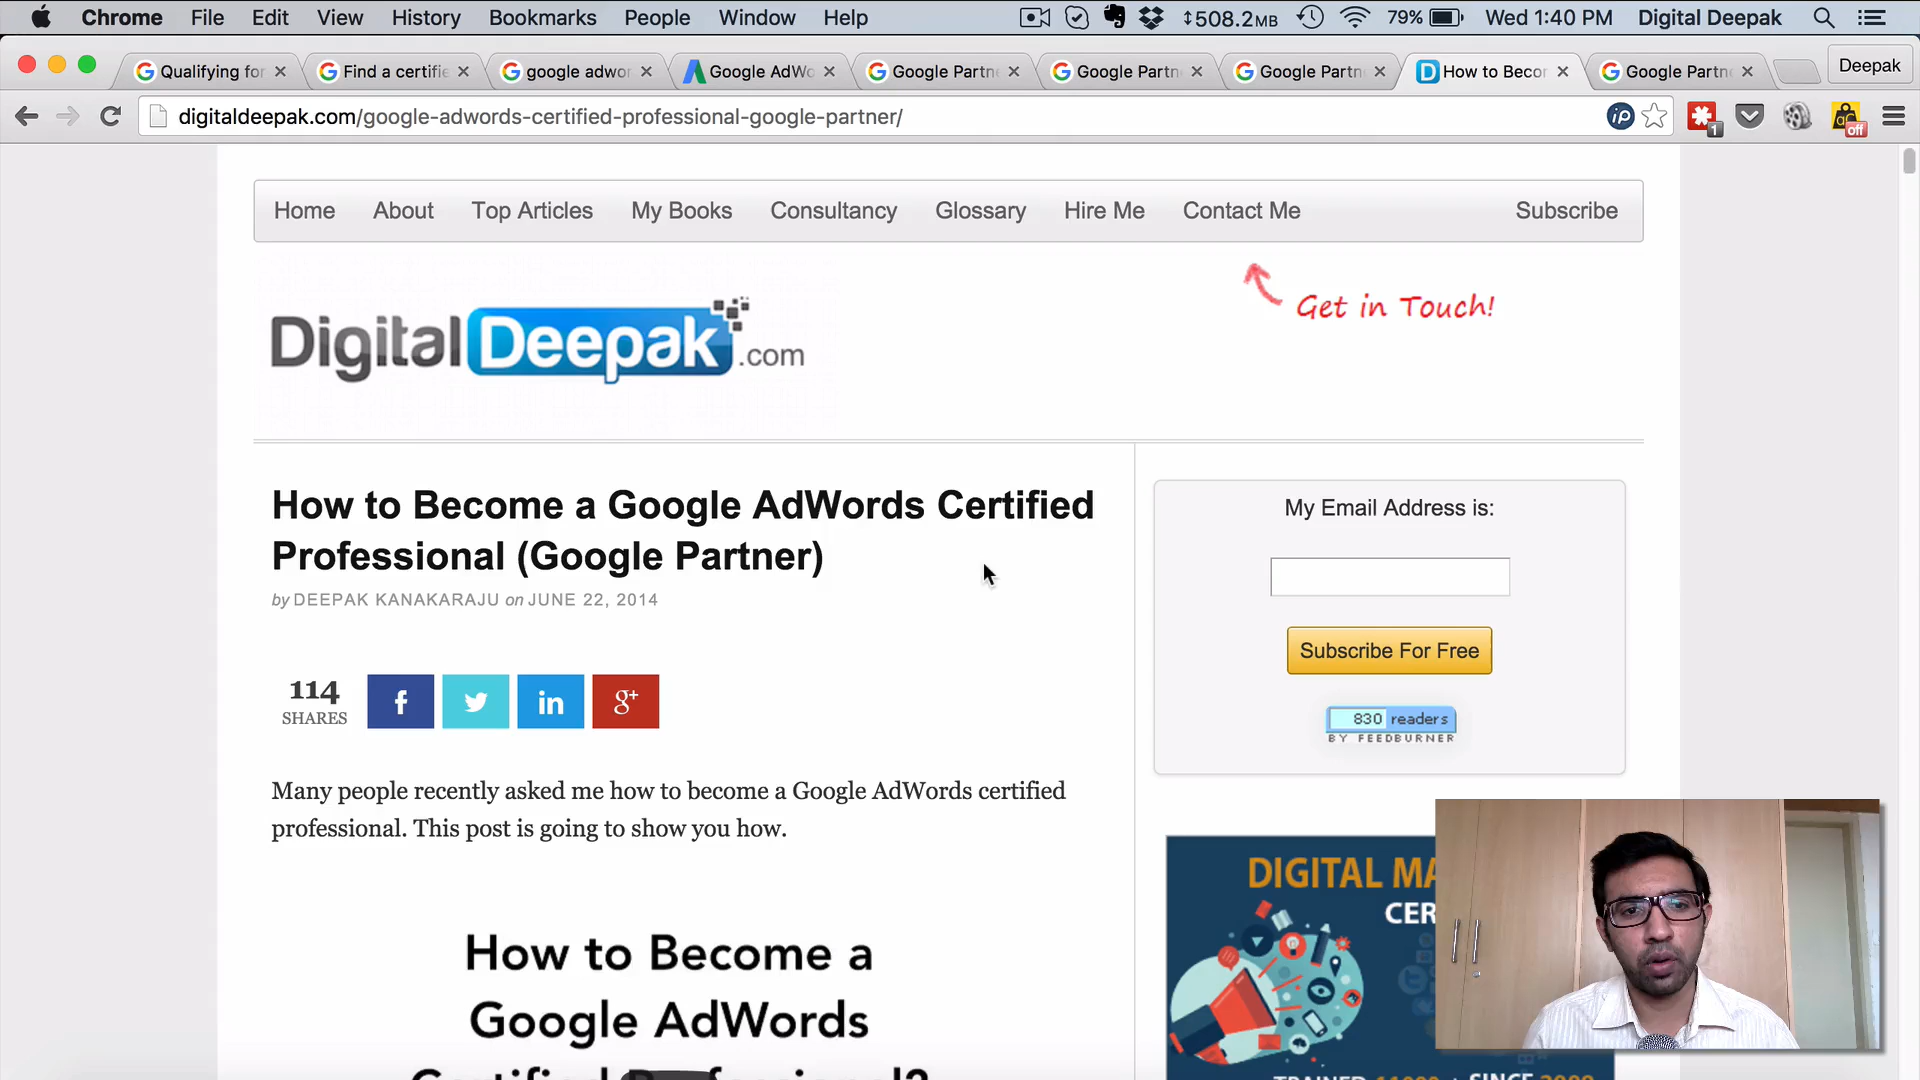 Chrome File Edit View History Bookmarks People Window Help 508.2MB 79% Wed 1:40 PM Digital Deepak
Qualifying for Find a certifie google adwor Google AdWo Google Partn Google Partn Google Partn How to Becor Google Partn Deepak
digitaldeepak.com/google-adwords-certified-professional-google-partner/ iP 1 off
Home About Top Articles My Books Consultancy Glossary Hire Me Contact Me Subscribe
Get in Touch!
DigitalDeepak.com
How to Become a Google AdWords Certified
Professional (Google Partner)
by DEEPAK KANAKARAJU on JUNE 22, 2014
114
SHARES
Many people recently asked me how to become a Google AdWords certified
professional. This post is going to show you how.
How to Become a
Google AdWords
My Email Address is:
Subscribe For Free
830 readers
BY FEEDBURNER
DIGITAL MA
CER